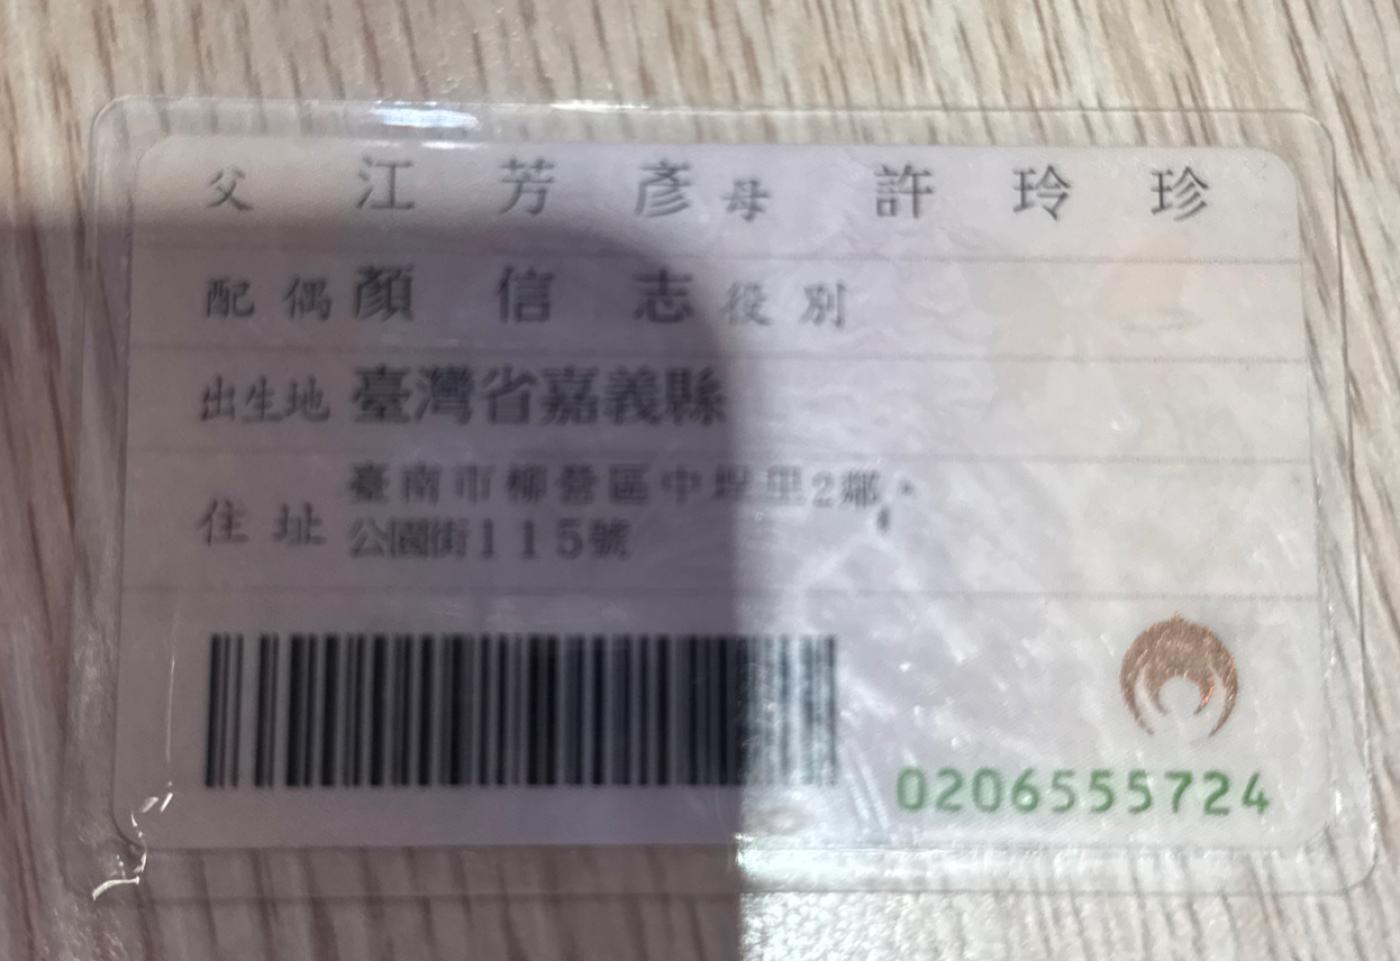 父 江芳彥 母 許玲珍
配偶 顏信志 役別
出生地 臺灣省嘉義縣
住址 臺南市柳營區中埕里2鄰
公園街115號
0206555724